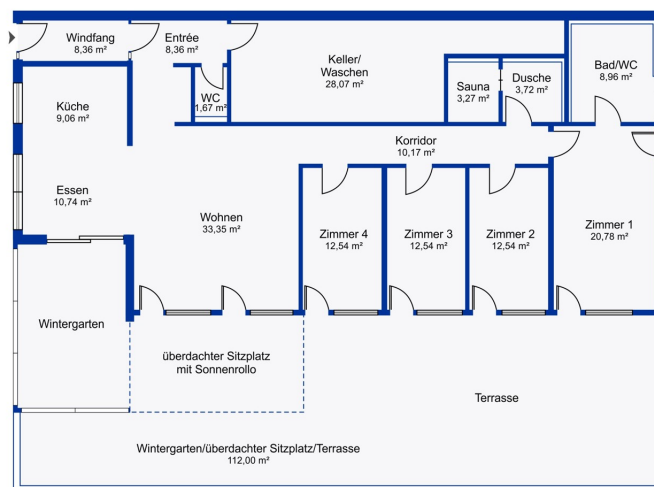 Windfang
8,36 m²
Entrée
8,36 m²
Keller/
Waschen
28,07 m²
Bad/WC
8,96 m²
Sauna
3,27 m²
Dusche
3,72 m²
WC
1,67 m²
Küche
9,06 m²
Korridor
10,17 m²
Essen
10,74 m²
Wohnen
33,35 m²
Zimmer 4
12,54 m²
Zimmer 3
12,54 m²
Zimmer 2
12,54 m²
Zimmer 1
20,78 m²
Wintergarten
überdachter Sitzplatz
mit Sonnenrollo
Terrasse
Wintergarten/überdachter Sitzplatz/Terrasse
112,00 m²